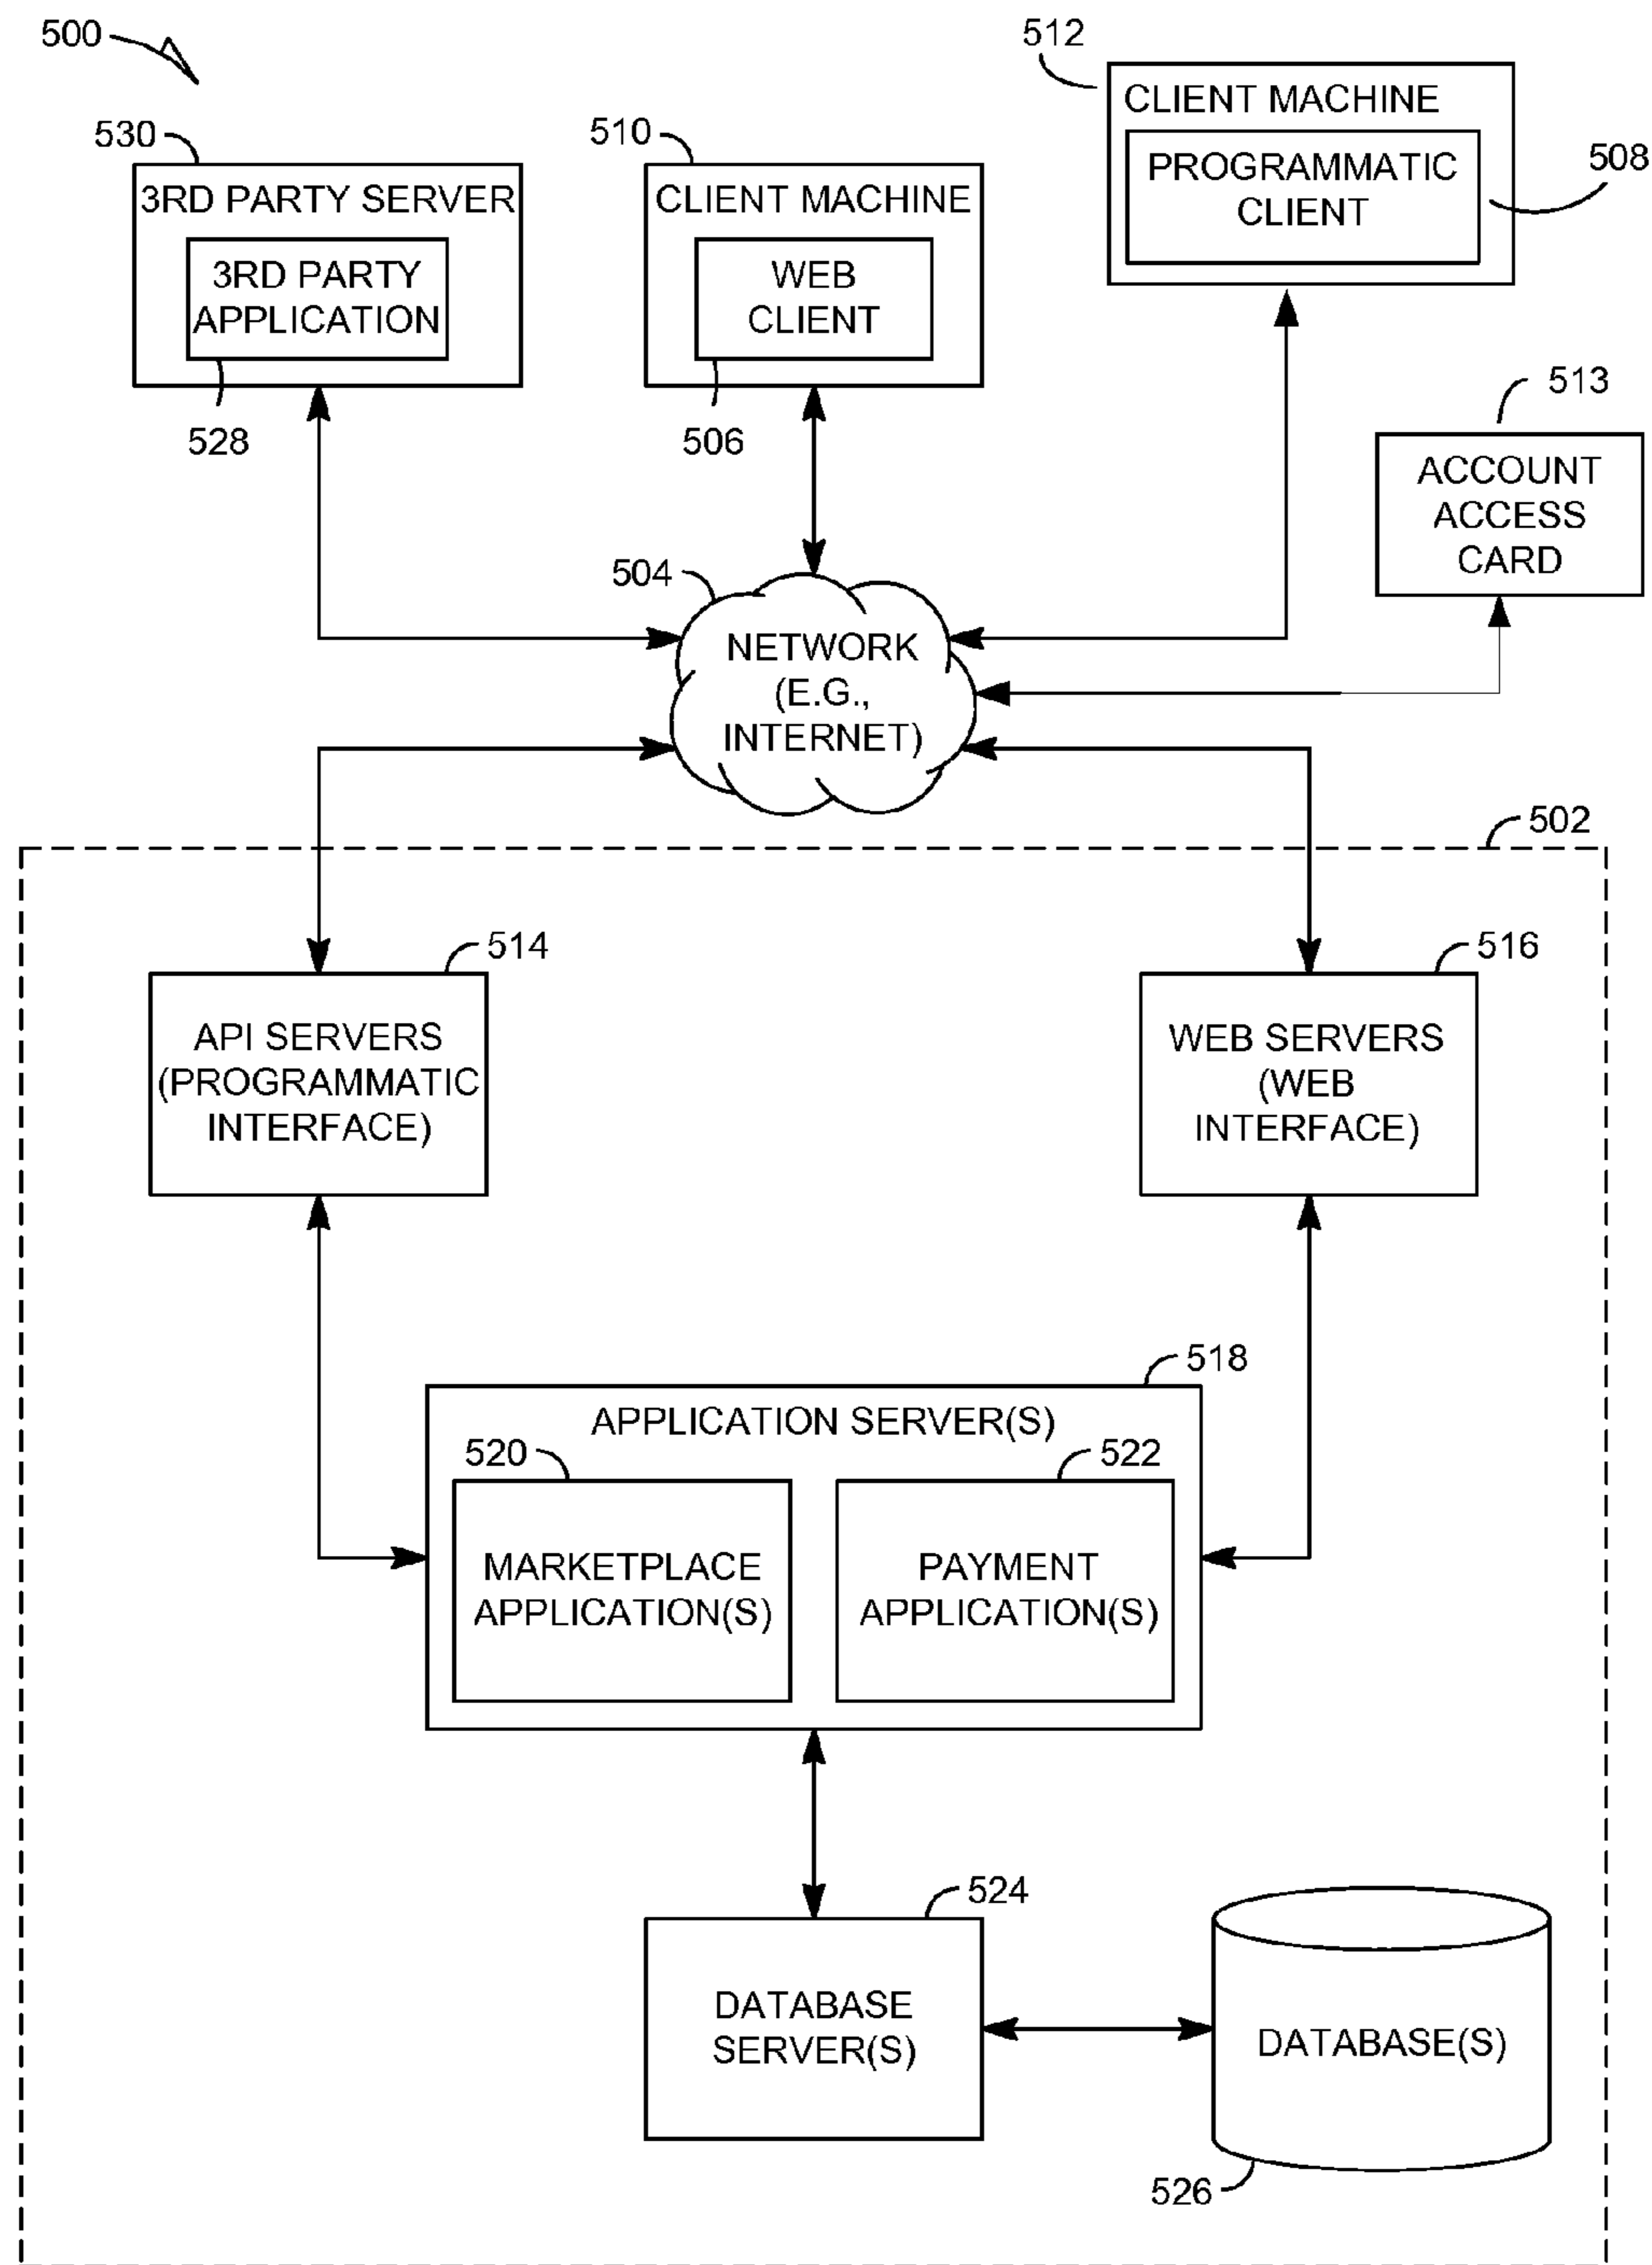 500
512
CLIENT MACHINE
PROGRAMMATIC
CLIENT
508
530
3RD PARTY SERVER
3RD PARTY
APPLICATION
528
510
CLIENT MACHINE
WEB
CLIENT
506
513
ACCOUNT
ACCESS
CARD
504
NETWORK
(E.G.,
INTERNET)
502
514
API SERVERS
(PROGRAMMATIC
INTERFACE)
516
WEB SERVERS
(WEB
INTERFACE)
518
APPLICATION SERVER(S)
520
MARKETPLACE
APPLICATION(S)
522
PAYMENT
APPLICATION(S)
524
DATABASE
SERVER(S)
DATABASE(S)
526